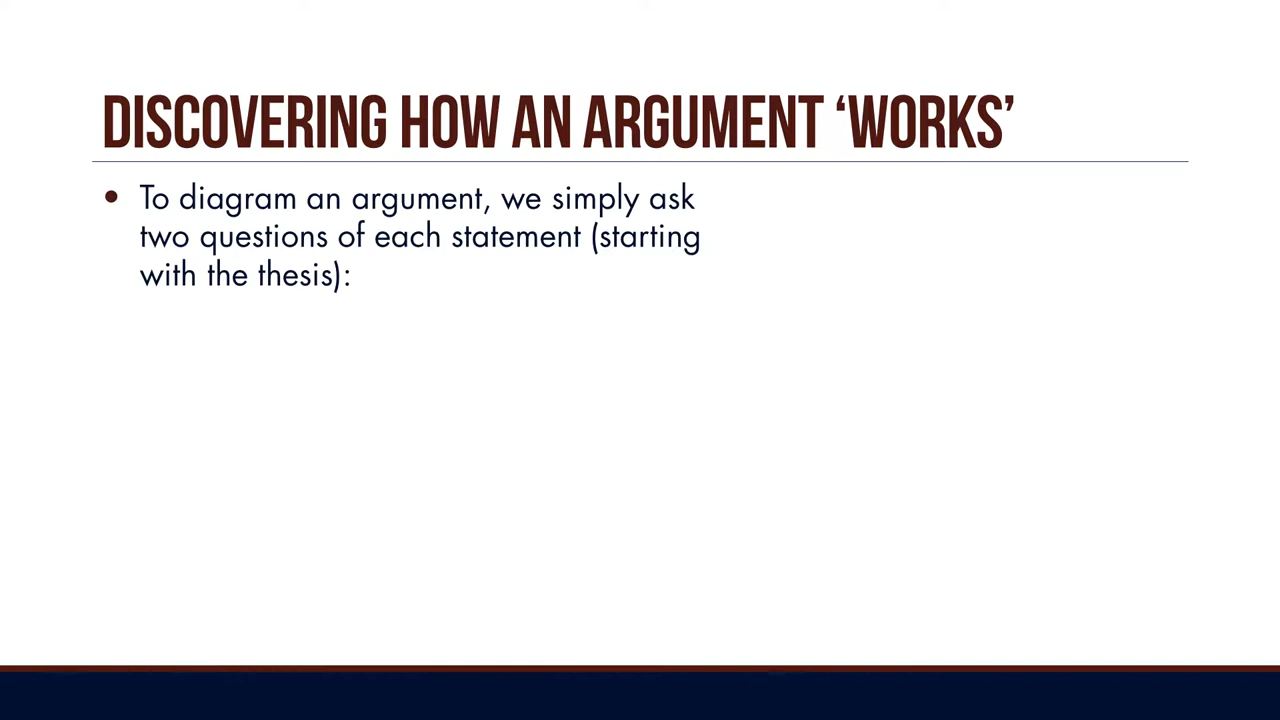 DISCOVERING HOW AN ARGUMENT ‘WORKS’
• To diagram an argument, we simply ask
two questions of each statement (starting
with the thesis):